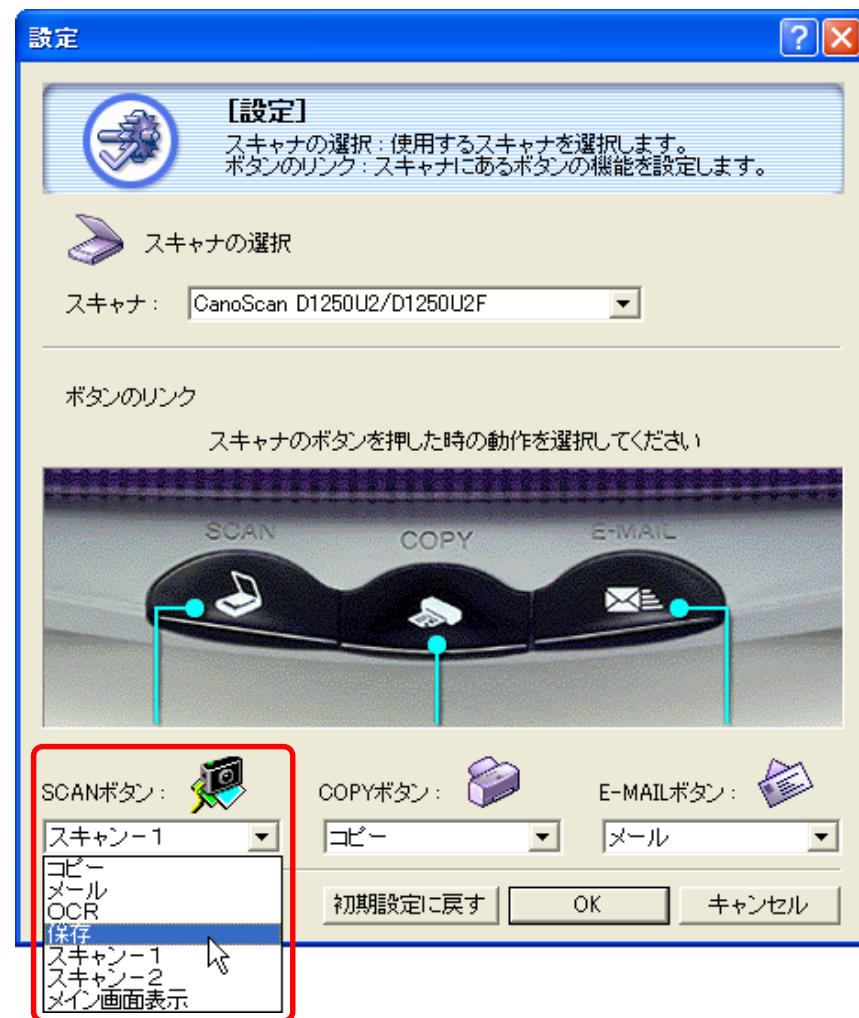 設定
[設定]
スキャナの選択：使用するスキャナを選択します。
ボタンのリンク：スキャナにあるボタンの機能を設定します。
スキャナの選択
スキャナ： CanoScan D1250U2/D1250U2F
ボタンのリンク
スキャナのボタンを押した時の動作を選択してください
SCAN COPY E-MAIL
SCANボタン： COPYボタン： E-MAILボタン：
スキャン－1 コピー メール
コピー
メール
OCR
保存
スキャン－1
スキャン－2
メイン画面表示
初期設定に戻す OK キャンセル